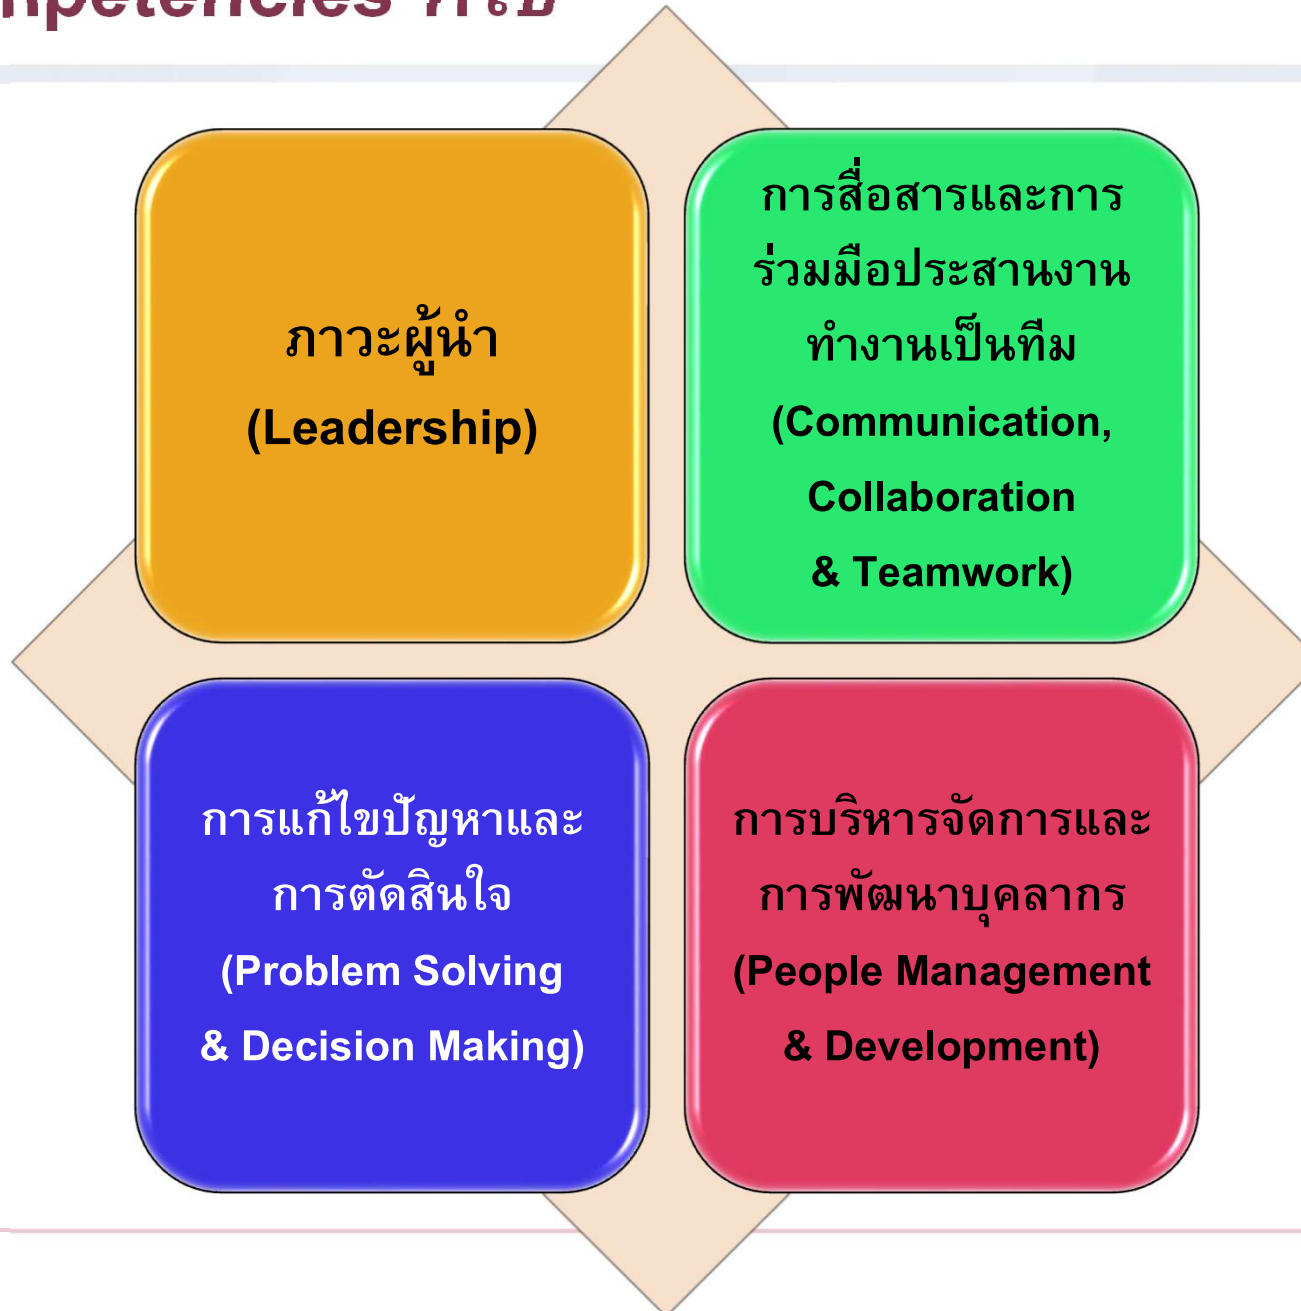 ภาวะผู้นำ
(Leadership)
การสื่อสารและการ
ร่วมมือประสานงาน
ทำงานเป็นทีม
(Communication,
Collaboration
& Teamwork)
การแก้ไขปัญหาและ
การตัดสินใจ
(Problem Solving
& Decision Making)
การบริหารจัดการและ
การพัฒนาบุคลากร
(People Management
& Development)